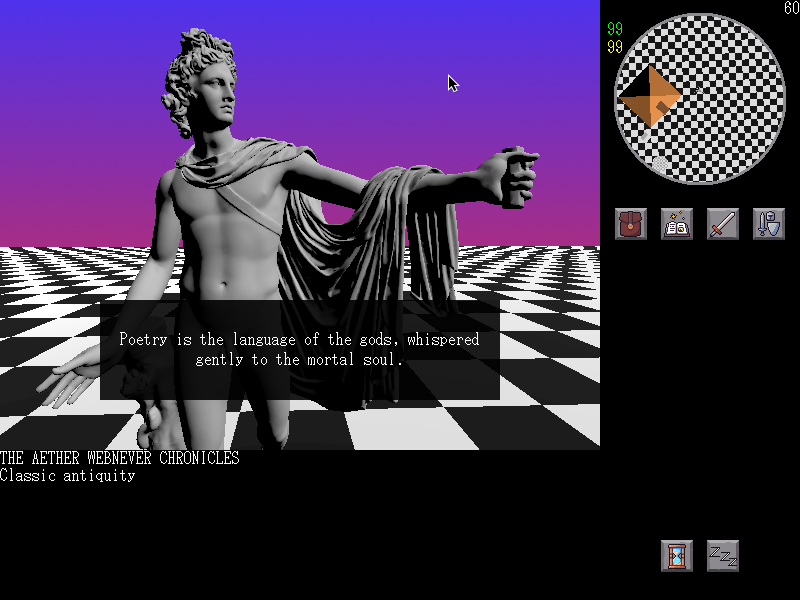 60
99
99
Poetry is the language of the gods, whispered
gently to the mortal soul.
THE AETHER WEBNEVER CHRONICLES
Classic antiquity
ZZZ